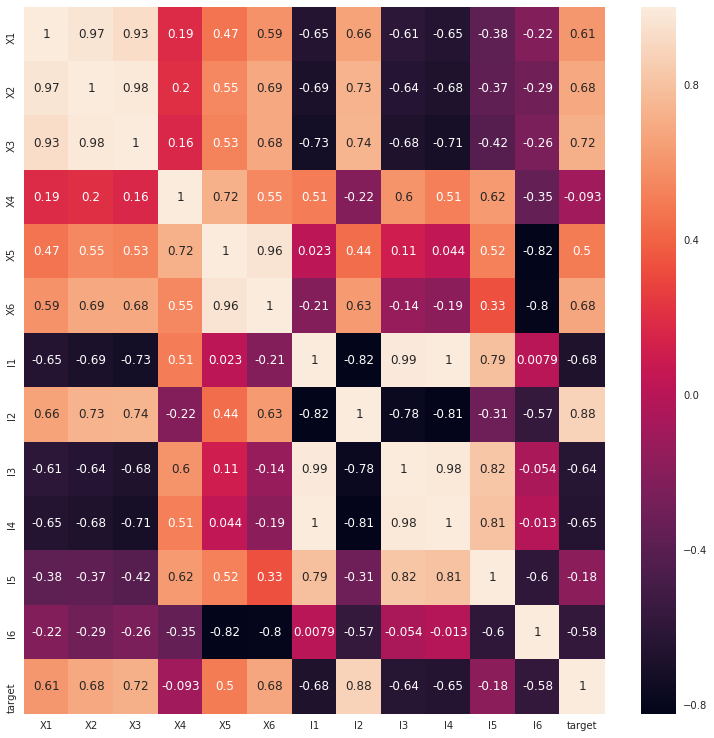 X1 1 0.97 0.93 0.19 0.47 0.59 -0.65 0.66 -0.61 -0.65 -0.38 -0.22 0.61
X2 0.97 1 0.98 0.2 0.55 0.69 -0.69 0.73 -0.64 -0.68 -0.37 -0.29 0.68
X3 0.93 0.98 1 0.16 0.53 0.68 -0.73 0.74 -0.68 -0.71 -0.42 -0.26 0.72
X4 0.19 0.2 0.16 1 0.72 0.55 0.51 -0.22 0.6 0.51 0.62 -0.35 -0.093
X5 0.47 0.55 0.53 0.72 1 0.96 0.023 0.44 0.11 0.044 0.52 -0.82 0.5
X6 0.59 0.69 0.68 0.55 0.96 1 -0.21 0.63 -0.14 -0.19 0.33 -0.8 0.68
I1 -0.65 -0.69 -0.73 0.51 0.023 -0.21 1 -0.82 0.99 1 0.79 0.0079 -0.68
I2 0.66 0.73 0.74 -0.22 0.44 0.63 -0.82 1 -0.78 -0.81 -0.31 -0.57 0.88
I3 -0.61 -0.64 -0.68 0.6 0.11 -0.14 0.99 -0.78 1 0.98 0.82 -0.054 -0.64
I4 -0.65 -0.68 -0.71 0.51 0.044 -0.19 1 -0.81 0.98 1 0.81 -0.013 -0.65
I5 -0.38 -0.37 -0.42 0.62 0.52 0.33 0.79 -0.31 0.82 0.81 1 -0.6 -0.18
I6 -0.22 -0.29 -0.26 -0.35 -0.82 -0.8 0.0079 -0.57 -0.054 -0.013 -0.6 1 -0.58
target 0.61 0.68 0.72 -0.093 0.5 0.68 -0.68 0.88 -0.64 -0.65 -0.18 -0.58 1
X1 X2 X3 X4 X5 X6 I1 I2 I3 I4 I5 I6 target
0.8
0.4
0.0
−0.4
−0.8